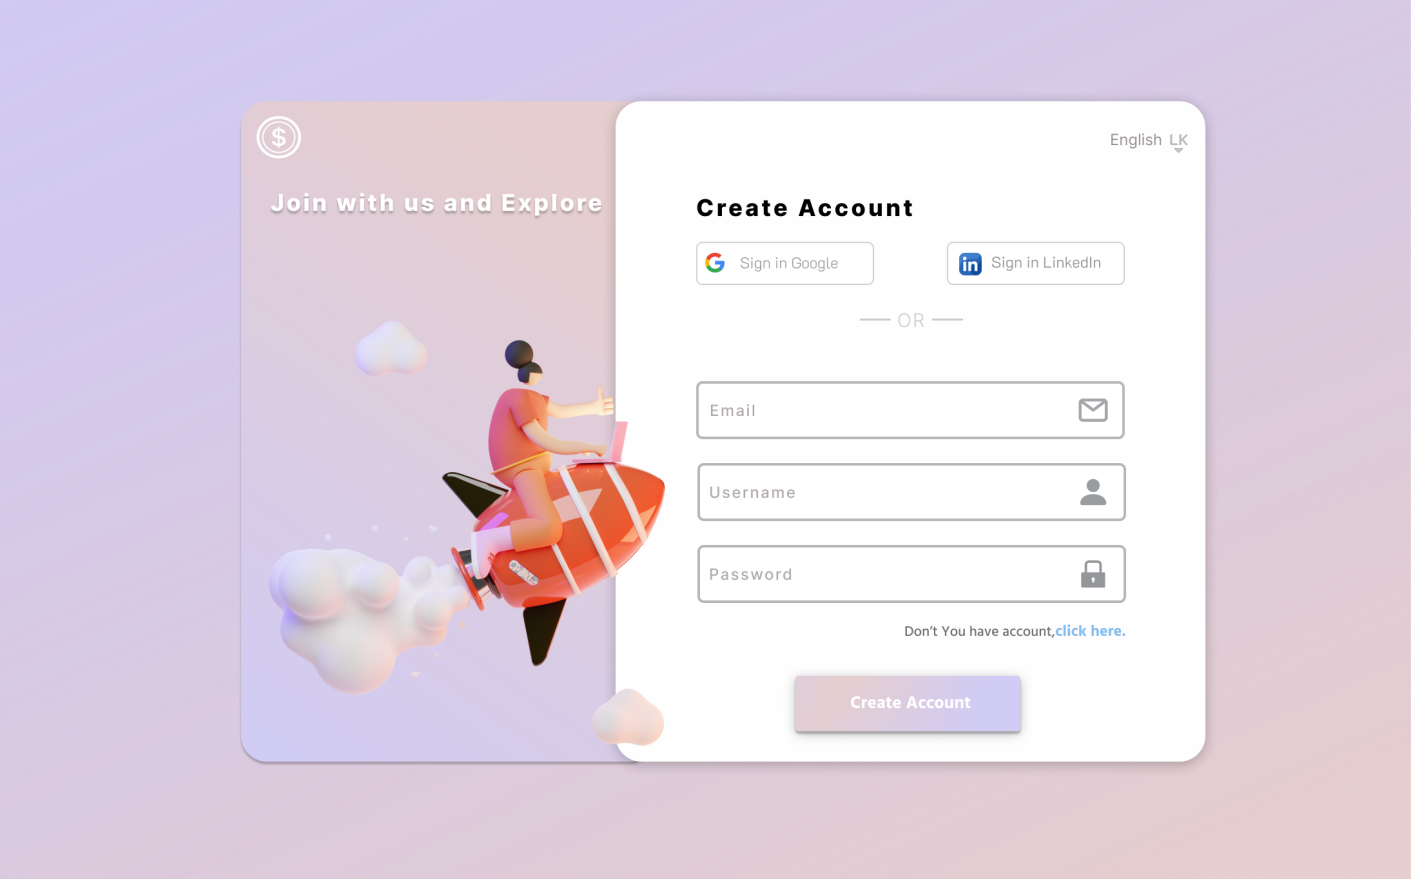 $
Join with us and Explore
English LK
Create Account
Sign in Google
in Sign in LinkedIn
OR
Email
Username
Password
Don't You have account,click here.
Create Account